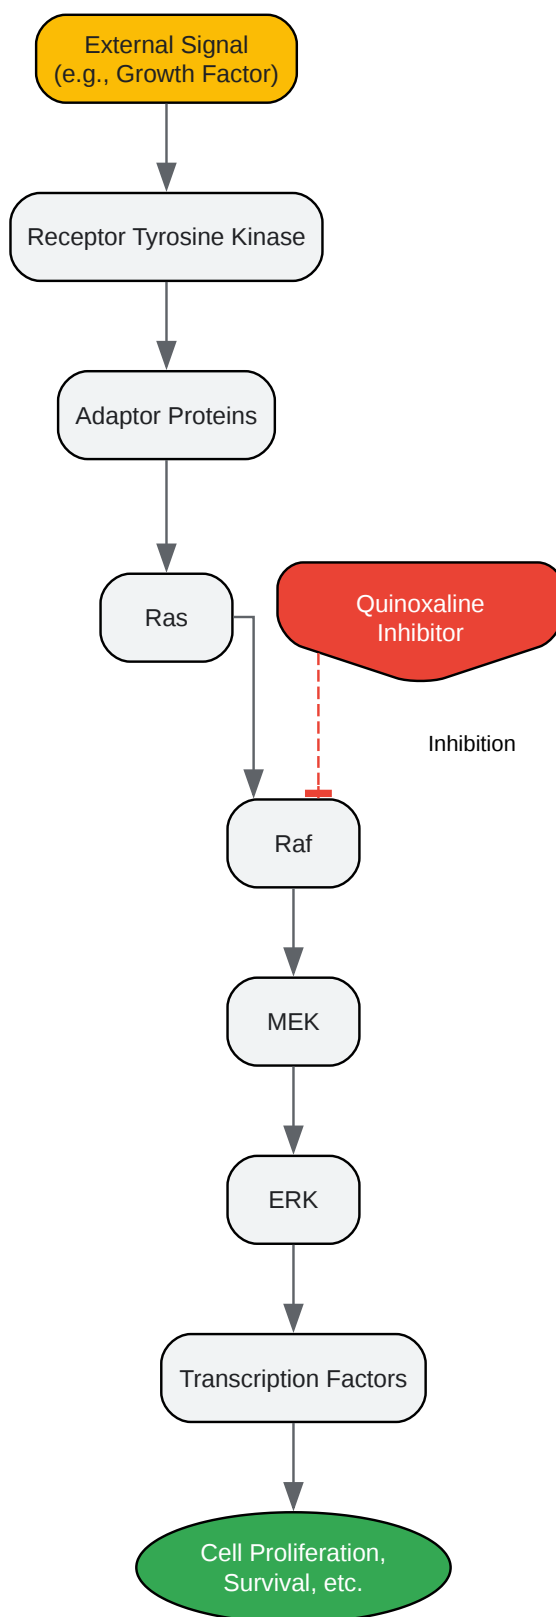 External Signal
(e.g., Growth Factor)
Receptor Tyrosine Kinase
Adaptor Proteins
Ras
Quinoxaline
Inhibitor
Inhibition
Raf
MEK
ERK
Transcription Factors
Cell Proliferation,
Survival, etc.